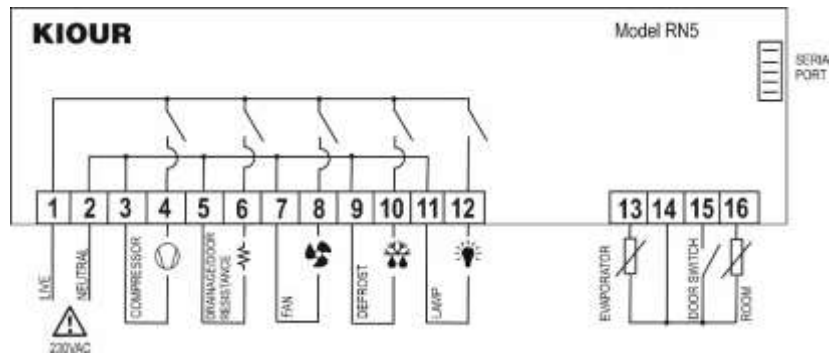 KIOUR
Model RN5
SERIA
PORT
1 2 3 4 5 6 7 8 9 10 11 12
13 14 15 16
LIVE
NEUTRAL
COMPRESSOR
DRAINAGE/DOOR
RESISTANCE
FAN
DEFROST
LAMP
EVAPORATOR
DOOR SWITCH
ROOM
230VAC